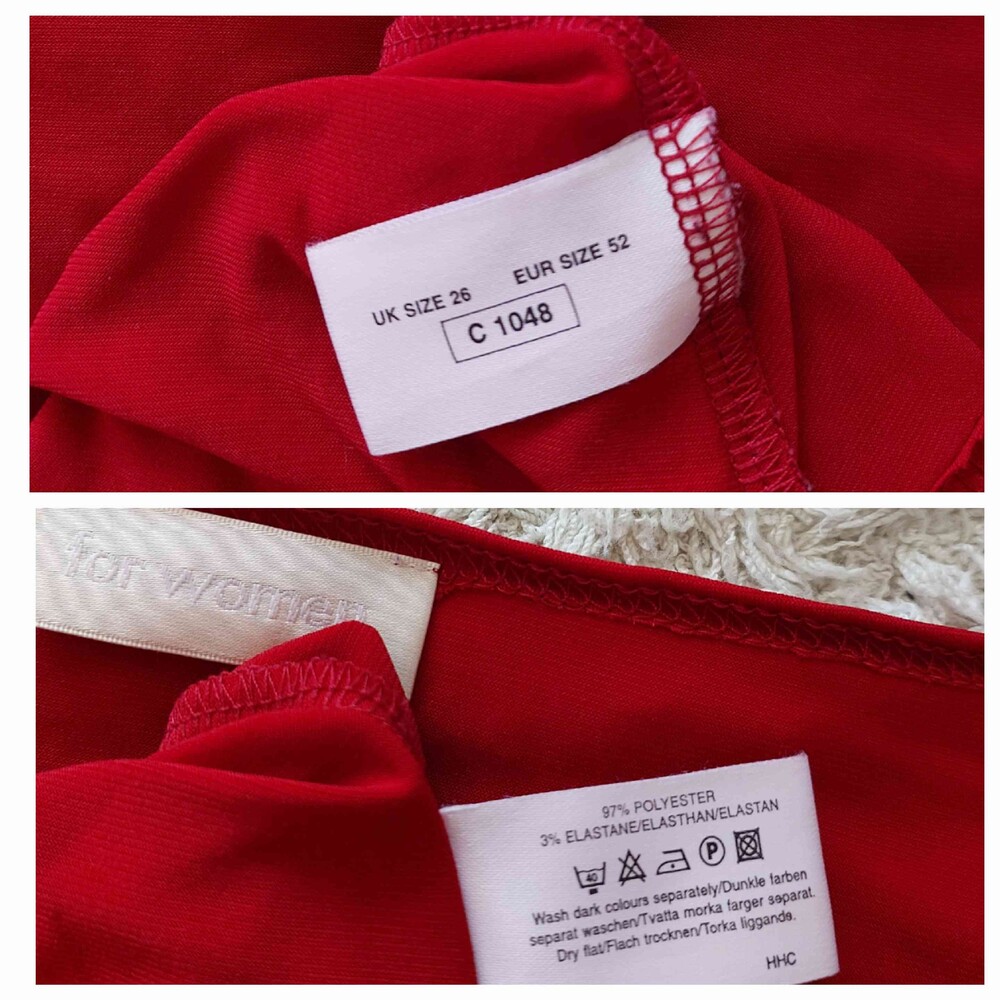 UK SIZE 26 EUR SIZE 52
C 1048
for women
97% POLYESTER
3% ELASTANE/ELASTHAN/ELASTAN
40 P
Wash dark colours separately/Dunkle farben
separat waschen/Tvatta morka farger separat.
Dry flat/Flach trocknen/Torka liggande.
HHC